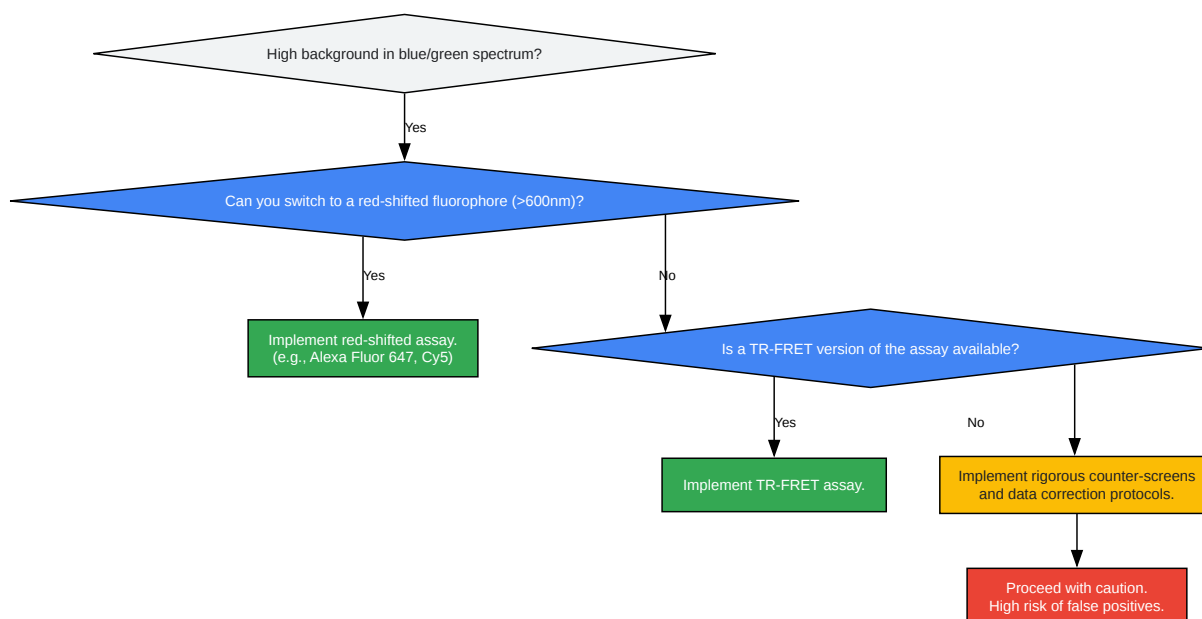 High background in blue/green spectrum?
Yes
Can you switch to a red-shifted fluorophore (>600nm)?
Yes
No
Implement red-shifted assay.
(e.g., Alexa Fluor 647, Cy5)
Is a TR-FRET version of the assay available?
Yes
No
Implement TR-FRET assay.
Implement rigorous counter-screens
and data correction protocols.
Proceed with caution.
High risk of false positives.